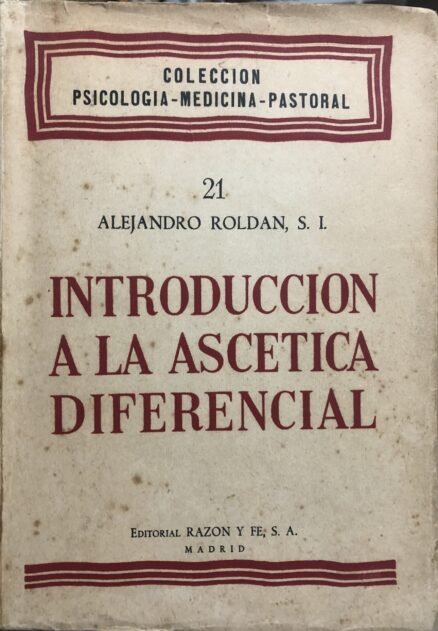 COLECCION
PSICOLOGIA-MEDICINA-PASTORAL
21
ALEJANDRO ROLDAN, S. I.
INTRODUCCION
A LA ASCETICA
DIFERENCIAL
EDITORIAL RAZON Y FE, S. A.
MADRID